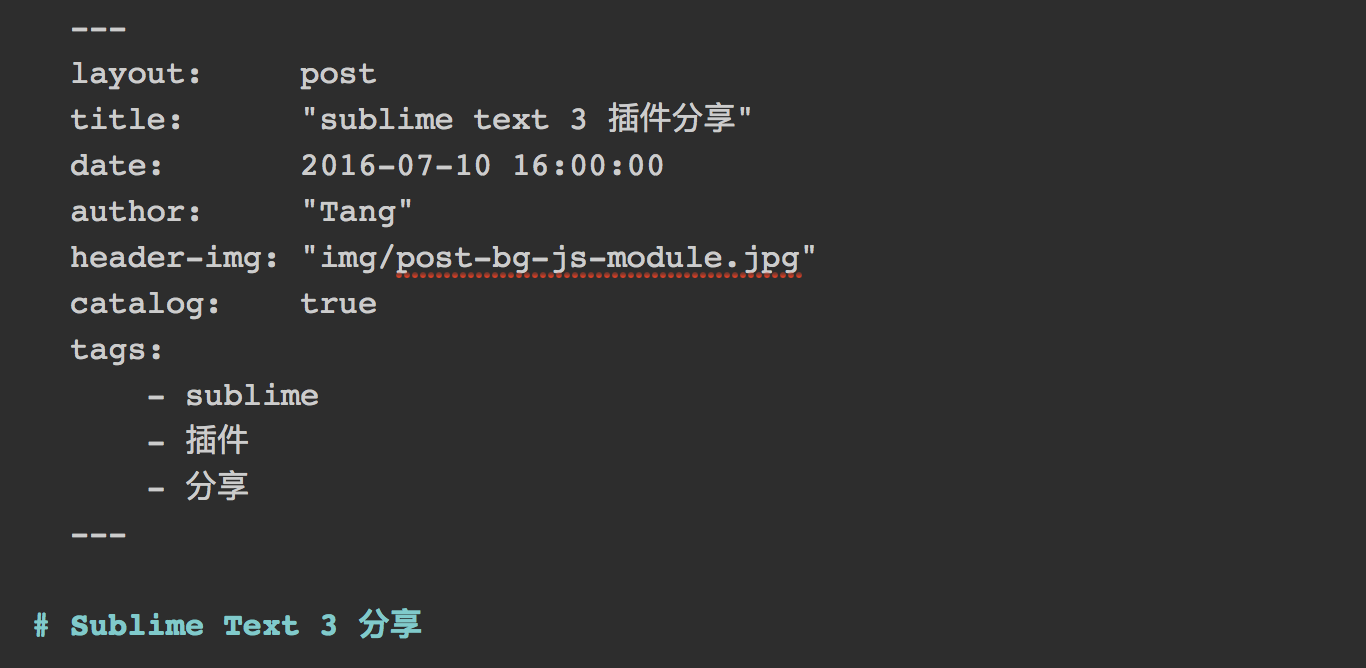 ---
layout:     post
title:      "sublime text 3 插件分享"
date:       2016-07-10 16:00:00
author:     "Tang"
header-img: "img/post-bg-js-module.jpg"
catalog:    true
tags:
    - sublime
    - 插件
    - 分享
---
# Sublime Text 3 分享